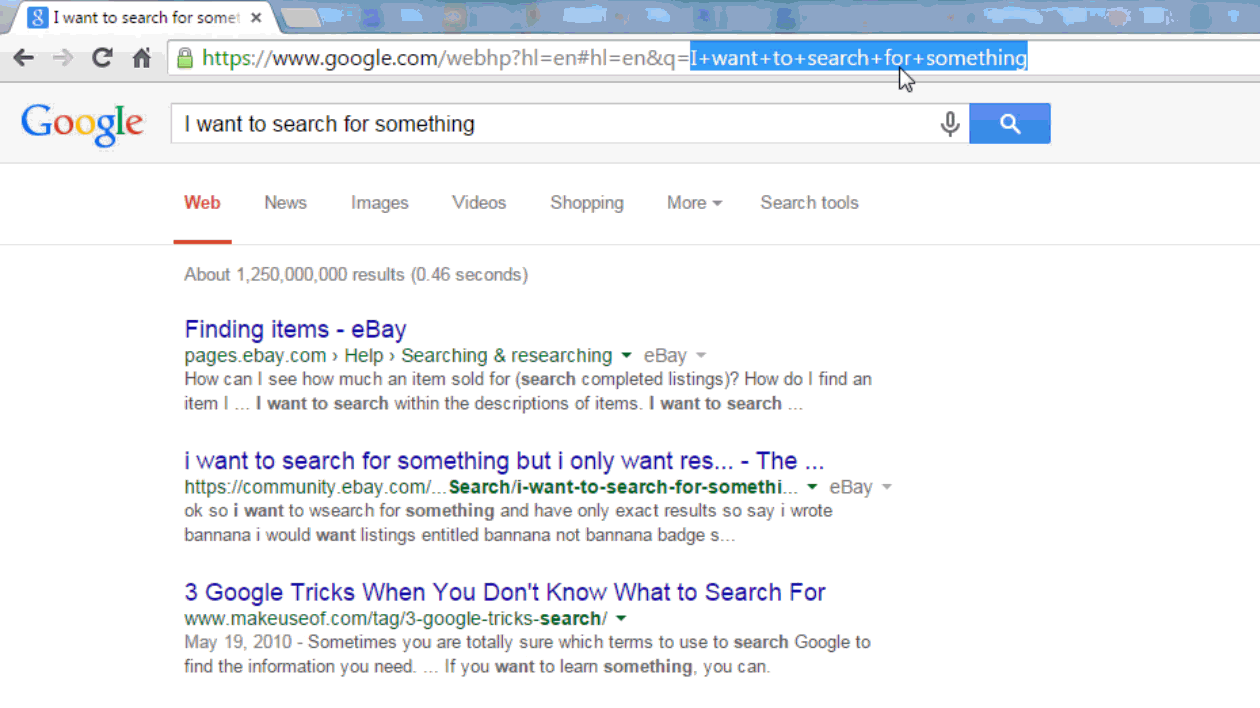 I want to search for somet
https://www.google.com/webhp?hl=en#hl=en&q=I+want+to+search+for+something
Google I want to search for something
Web News Images Videos Shopping More Search tools
About 1,250,000,000 results (0.46 seconds)
Finding items - eBay
pages.ebay.com › Help › Searching & researching eBay
How can I see how much an item sold for (search completed listings)? How do I find an
item I ... I want to search within the descriptions of items. I want to search ...
i want to search for something but i only want res... - The ...
https://community.ebay.com/...Search/i-want-to-search-for-somethi... eBay
ok so i want to wsearch for something and have only exact results so say i wrote
bannana i would want listings entitled bannana not bannana badge s...
3 Google Tricks When You Don't Know What to Search For
www.makeuseof.com/tag/3-google-tricks-search/
May 19, 2010 - Sometimes you are totally sure which terms to use to search Google to
find the information you need. ... If you want to learn something, you can.